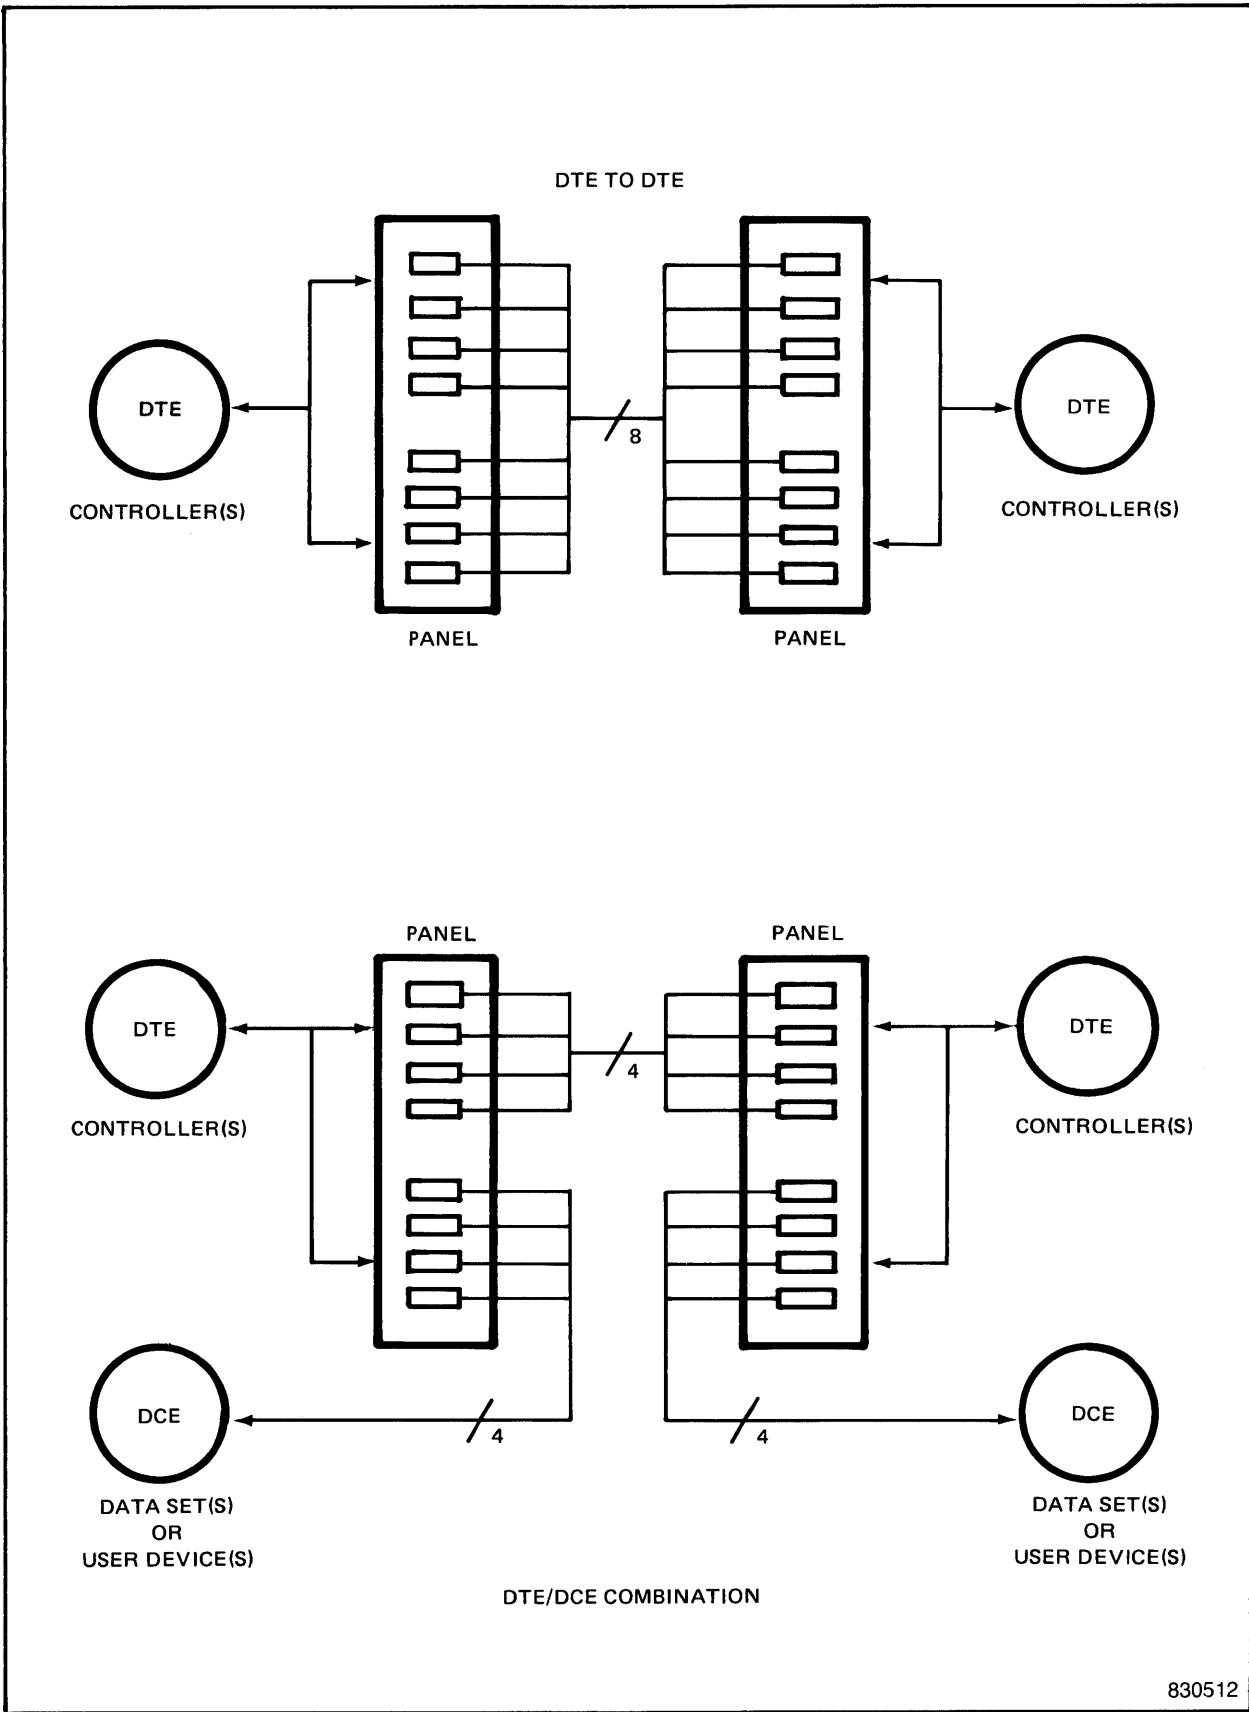 DTE TO DTE
DTE
8
DTE
CONTROLLER(S)
CONTROLLER(S)
PANEL
PANEL
PANEL
PANEL
DTE
4
DTE
CONTROLLER(S)
CONTROLLER(S)
DCE
4
4
DCE
DATA SET(S)
OR
USER DEVICE(S)
DATA SET(S)
OR
USER DEVICE(S)
DTE/DCE COMBINATION
830512